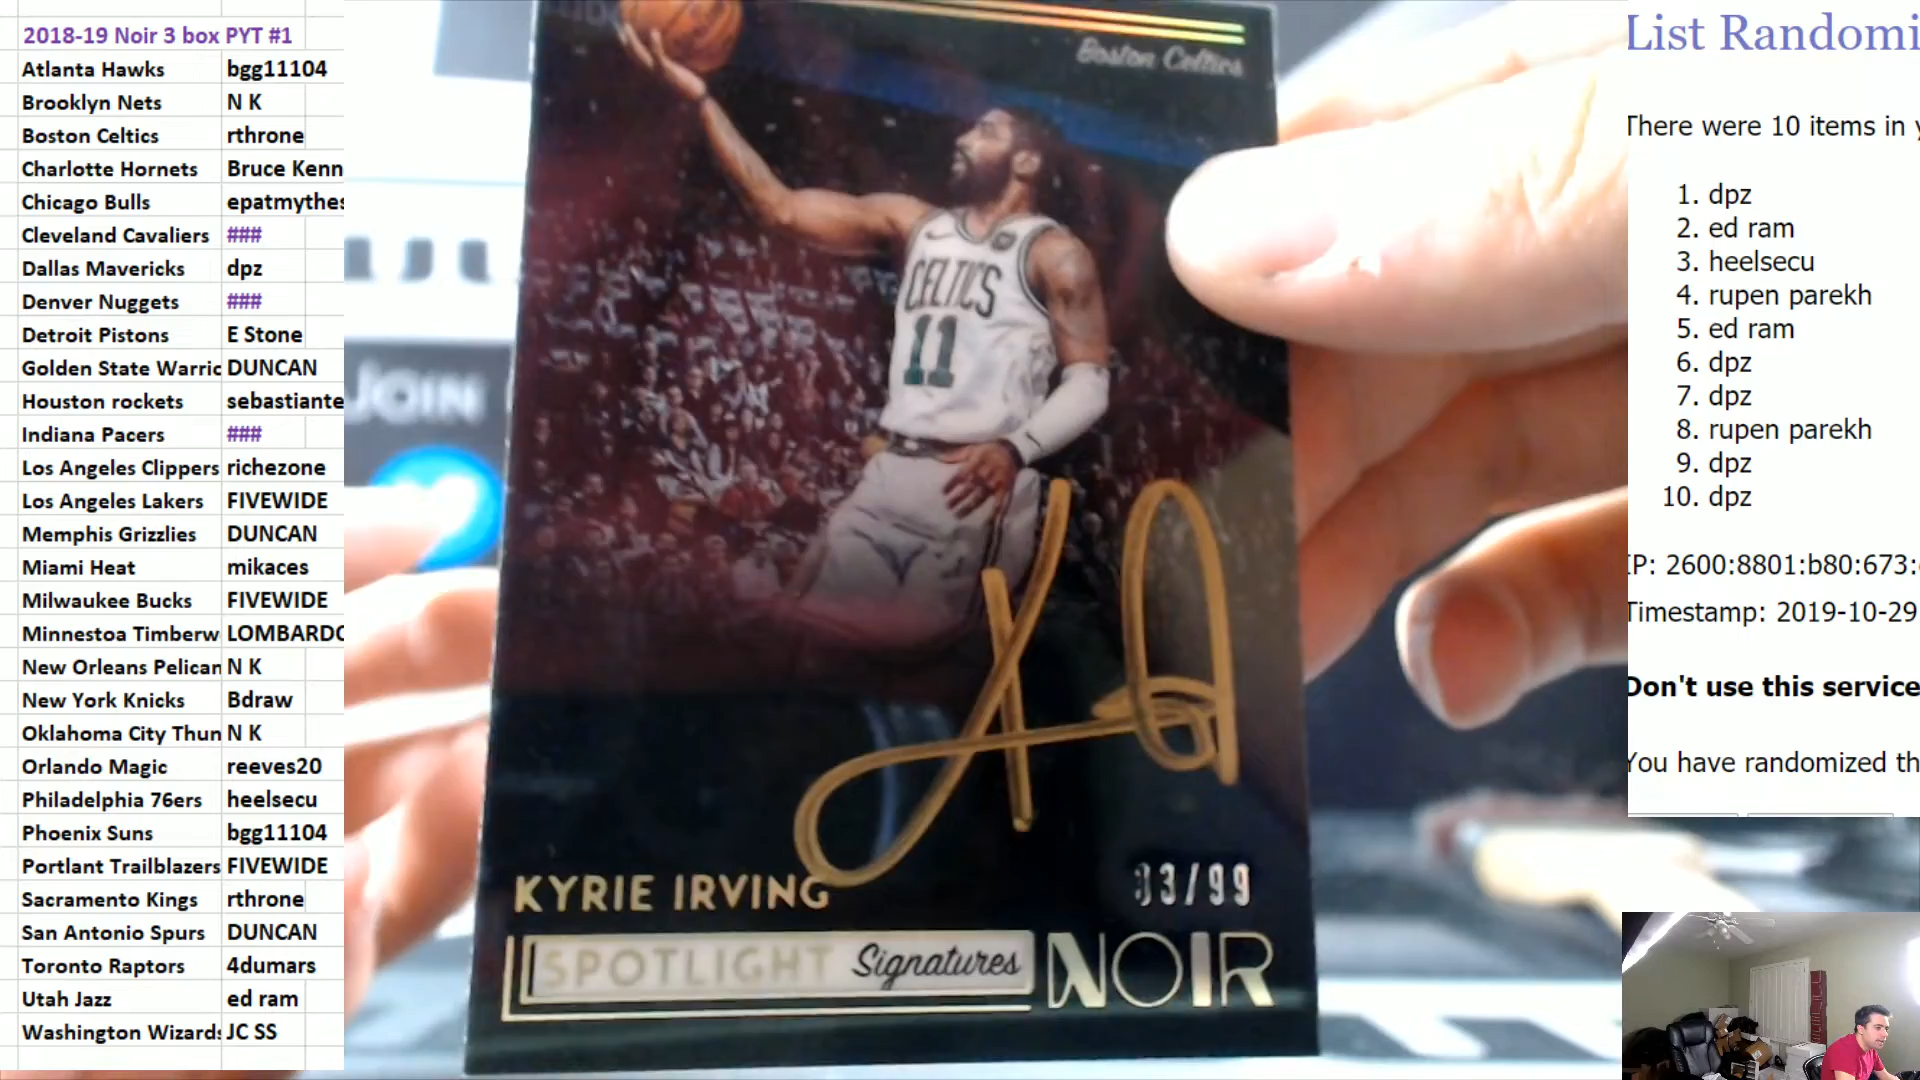 2018-19 Noir 3 box PYT #1
Atlanta Hawks bgg11104
Brooklyn Nets N K
Boston Celtics rthrone
Charlotte Hornets Bruce Kenn
Chicago Bulls epatmythes
Cleveland Cavaliers ###
Dallas Mavericks dpz
Denver Nuggets ###
Detroit Pistons E Stone
Golden State Warric DUNCAN
Houston rockets sebastiante
Indiana Pacers ###
Los Angeles Clippers richezone
Los Angeles Lakers FIVEWIDE
Memphis Grizzlies DUNCAN
Miami Heat mikaces
Milwaukee Bucks FIVEWIDE
Minnestoa Timberw LOMBARDO
New Orleans Pelican N K
New York Knicks Bdraw
Oklahoma City Thun N K
Orlando Magic reeves20
Philadelphia 76ers heelsecu
Phoenix Suns bgg11104
Portlant Trailblazers FIVEWIDE
Sacramento Kings rthrone
San Antonio Spurs DUNCAN
Toronto Raptors 4dumars
Utah Jazz ed ram
Washington Wizards JC SS
JOIN
Boston Celtics
CELTICS
11
KYRIE IRVING
/99
SPOTLIGHT Signatures NOIR
List Randomi
There were 10 items in y
1. dpz
2. ed ram
3. heelsecu
4. rupen parekh
5. ed ram
6. dpz
7. dpz
8. rupen parekh
9. dpz
10. dpz
IP: 2600:8801:b80:673:
Timestamp: 2019-10-29
Don't use this service
You have randomized th